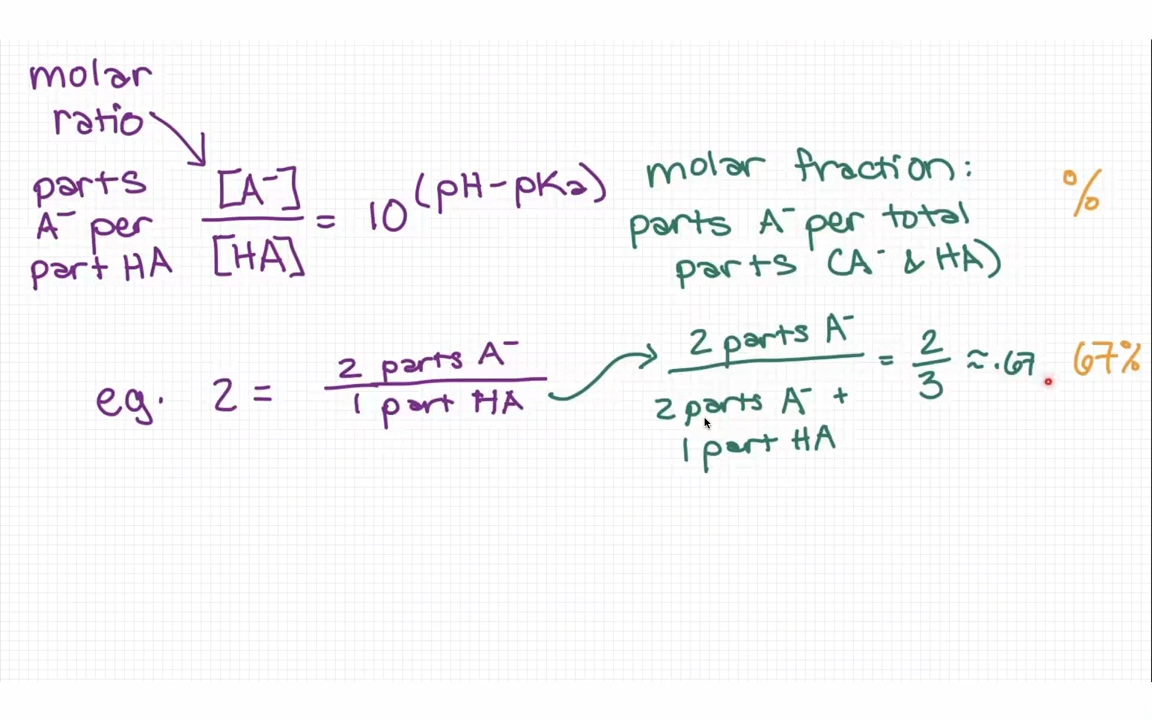 molar
ratio
parts
A⁻ per
part HA
[A⁻]
[HA]
= 10^(pH-pKa)
molar fraction:
parts A⁻ per total
parts (A⁻ & HA)
%
eg. 2 =
2 parts A⁻
1 part HA
2 parts A⁻
2 parts A⁻ +
1 part HA
= 2/3 ≈ .67
67%